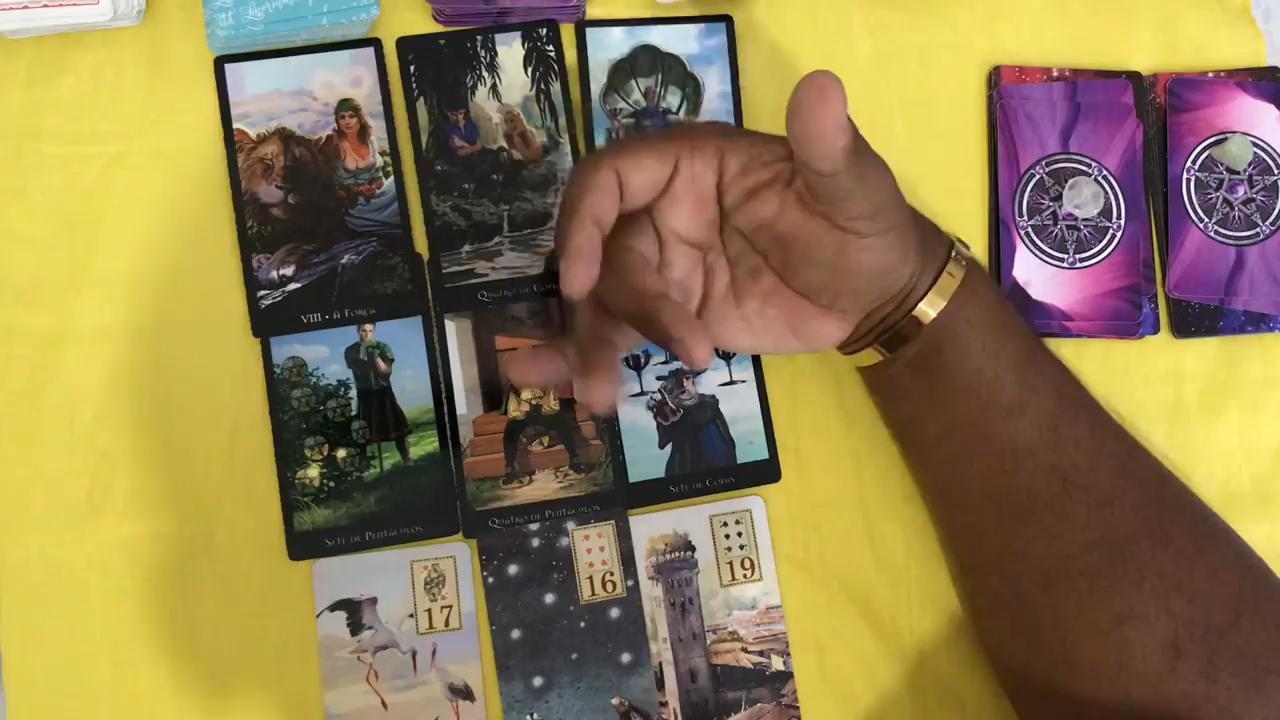 VIII • A FORÇA
QUATRO DE COPAS
SETE DE PENTÁCULOS
QUATRO DE PENTÁCULOS
SETE DE COPAS
17
16
19